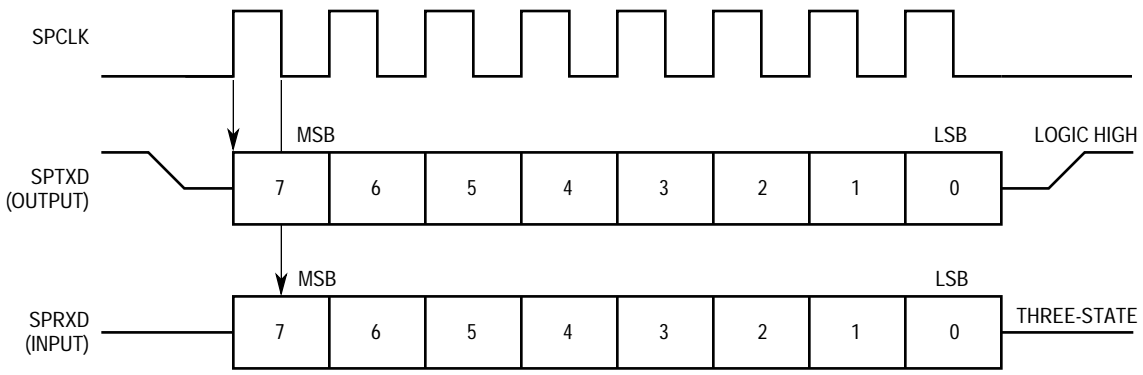 SPCLK
MSB LSB LOGIC HIGH
SPTXD
(OUTPUT)
7 6 5 4 3 2 1 0
MSB LSB
SPRXD
(INPUT)
7 6 5 4 3 2 1 0
THREE-STATE